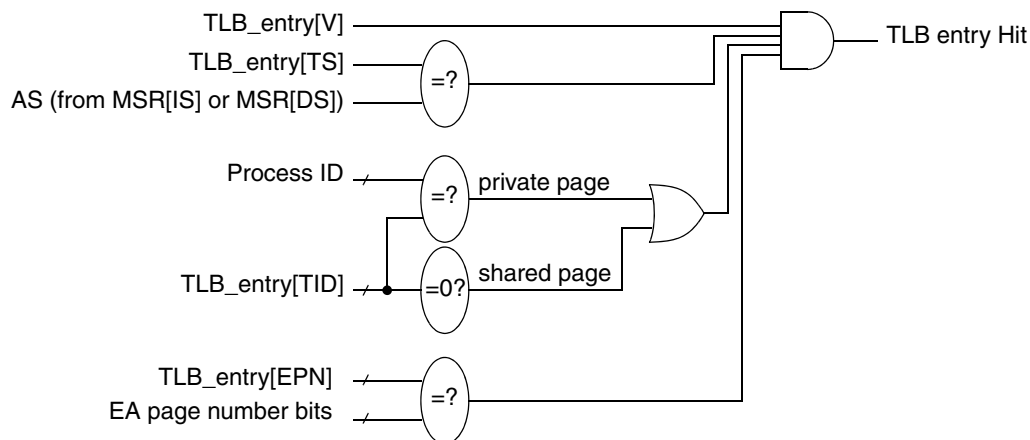 TLB_entry[V]
TLB entry Hit
TLB_entry[TS]
=?
AS (from MSR[IS] or MSR[DS])
Process ID
=?
private page
TLB_entry[TID]
=0?
shared page
TLB_entry[EPN]
=?
EA page number bits